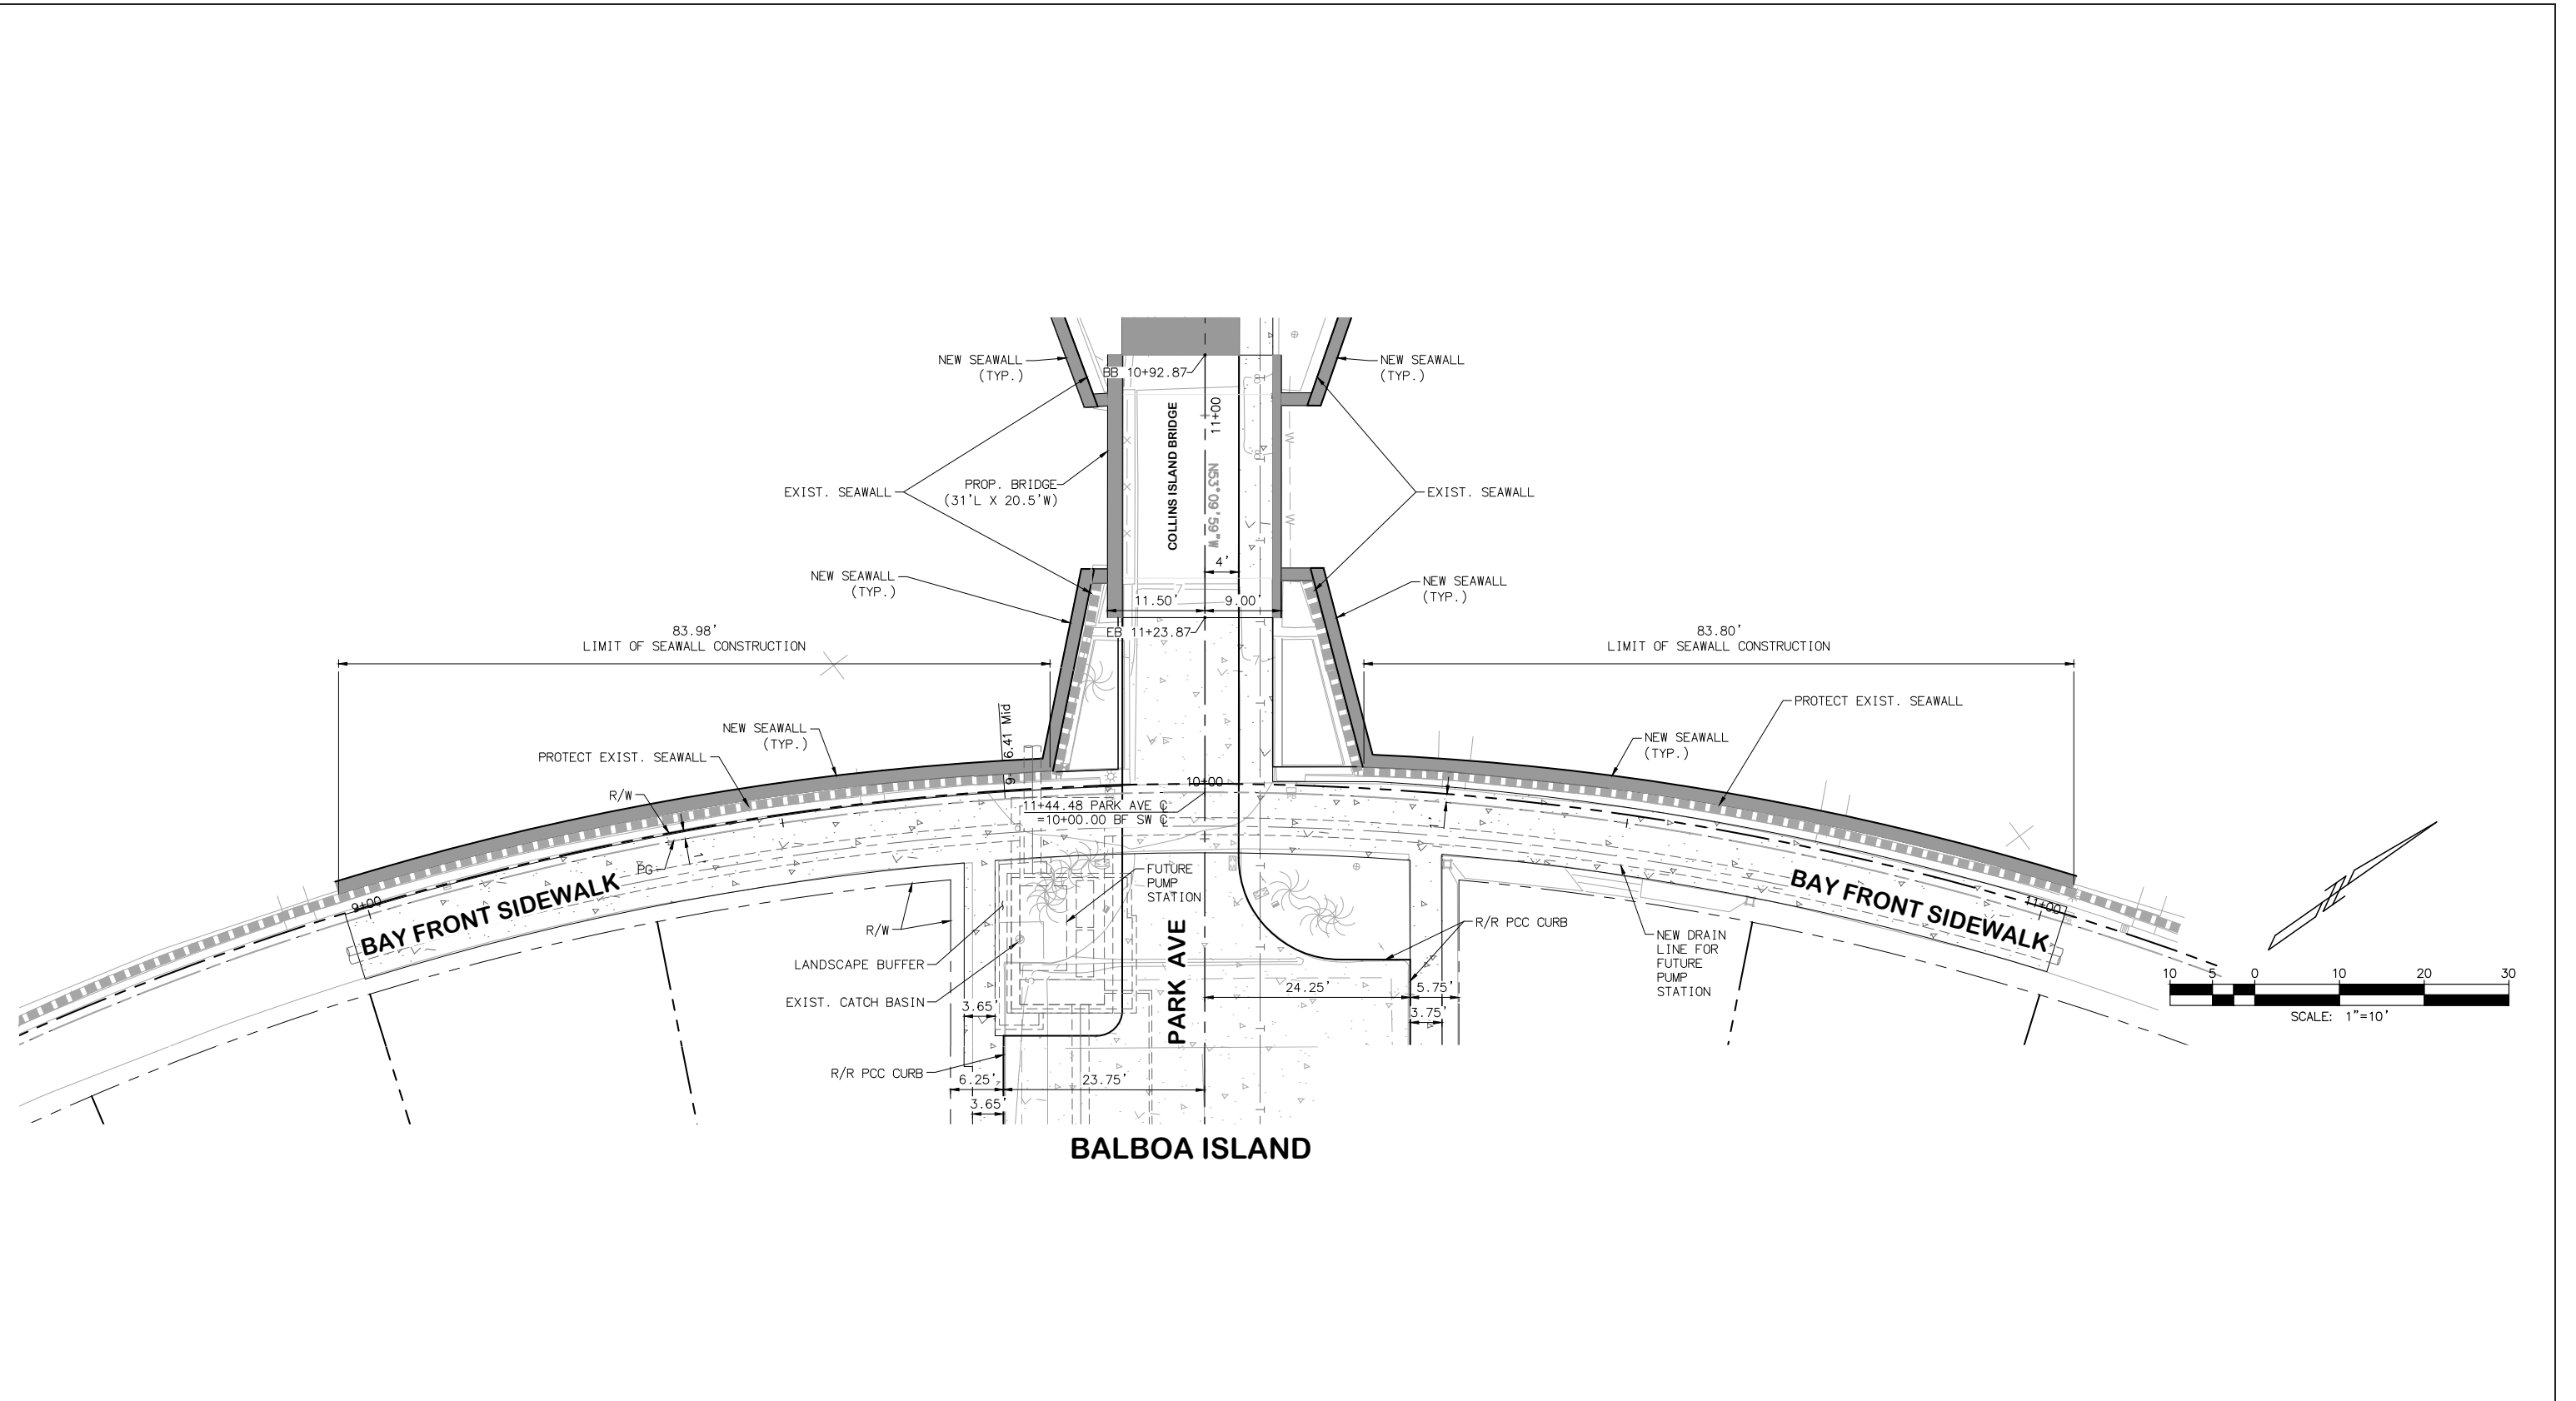 NEW SEAWALL
(TYP.)
NEW SEAWALL
(TYP.)
BB 10+92.87
11+00
COLLINS ISLAND BRIDGE
N53°09'59"W
EXIST. SEAWALL
PROP. BRIDGE
(31'L X 20.5'W)
EXIST. SEAWALL
4'
NEW SEAWALL
(TYP.)
NEW SEAWALL
(TYP.)
11.50'
9.00'
EB 11+23.87
83.98'
LIMIT OF SEAWALL CONSTRUCTION
83.80'
LIMIT OF SEAWALL CONSTRUCTION
PROTECT EXIST. SEAWALL
6.41 Mid
NEW SEAWALL
(TYP.)
NEW SEAWALL
(TYP.)
PROTECT EXIST. SEAWALL
R/W
10+00
11+44.48 PARK AVE ℄
=10+00.00 BF SW ℄
1'
1'
PG
FUTURE
PUMP
STATION
9+00
BAY FRONT SIDEWALK
BAY FRONT SIDEWALK
11+00
R/W
R/R PCC CURB
LANDSCAPE BUFFER
PARK AVE
NEW DRAIN
LINE FOR
FUTURE
PUMP
STATION
EXIST. CATCH BASIN
24.25'
5.75'
3.65'
3.75'
10 5 0 10 20 30
SCALE: 1"=10'
R/R PCC CURB
6.25'
23.75'
3.65'
BALBOA ISLAND